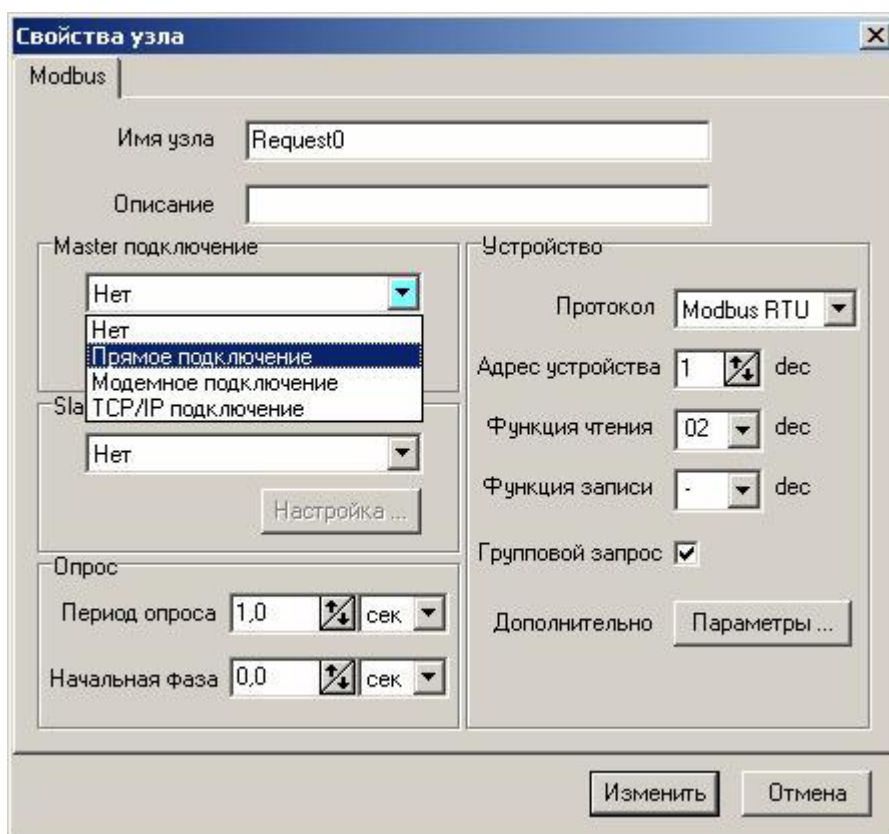 Свойства узла
Modbus
Имя узла Request0
Описание
Master подключение
Нет
Нет
Прямое подключение
Модемное подключение
TCP/IP подключение
Sla
Нет
Настройка ...
Опрос
Период опроса 1,0 сек
Начальная фаза 0,0 сек
Устройство
Протокол Modbus RTU
Адрес устройства 1 dec
Функция чтения 02 dec
Функция записи - dec
Групповой запрос
Дополнительно Параметры ...
Изменить Отмена